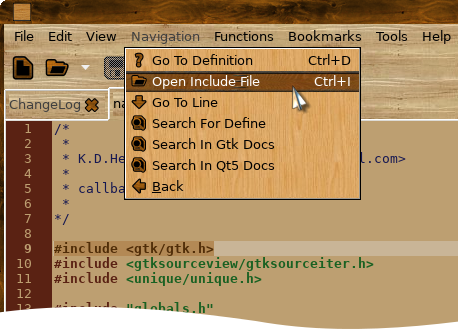 File Edit View Navigation Functions Bookmarks Tools Help
Go To Definition Ctrl+D
Open Include File Ctrl+I
Go To Line
Search For Define
Search In Gtk Docs
Search In Qt5 Docs
Back
ChangeLog
1 /*
2 *
3 * K.D.He l.com>
4 *
5 * callba
6 *
7 */
8
9 #include <gtk/gtk.h>
10 #include <gtksourceview/gtksourceiter.h>
11 #include <unique/unique.h>
12
13 #include "globals.h"